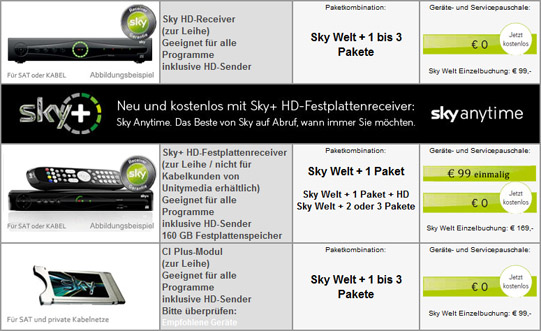 sky
Receiver
Garantie
Für SAT oder KABEL
Abbildungsbeispiel
Sky HD-Receiver
(zur Leihe)
Geeignet für alle
Programme
inklusive HD-Sender
Paketkombination:
Sky Welt + 1 bis 3
Pakete
Geräte- und Servicepauschale:
€ 0
Jetzt
kostenlos
Sky Welt Einzelbuchung: € 99,-
sky+
Neu und kostenlos mit Sky+ HD-Festplattenreceiver:
Sky Anytime. Das Beste von Sky auf Abruf, wann immer Sie möchten.
sky anytime
sky
Receiver
Garantie
Für SAT oder KABEL
Abbildungsbeispiel
Sky+ HD-Festplattenreceiver
(zur Leihe / nicht für
Kabelkunden von
Unitymedia erhältlich)
Geeignet für alle
Programme
inklusive HD-Sender
160 GB Festplattenspeicher
Paketkombination:
Sky Welt + 1 Paket
Sky Welt + 1 Paket + HD
Sky Welt + 2 oder 3 Pakete
Geräte- und Servicepauschale:
€ 99 einmalig
€ 0
Jetzt
kostenlos
Sky Welt Einzelbuchung: € 169,-
Für SAT und private Kabelnetze
CI Plus-Modul
(zur Leihe)
Geeignet für alle
Programme
inklusive HD-Sender
Bitte überprüfen:
Empfohlene Geräte
Paketkombination:
Sky Welt + 1 bis 3
Pakete
Geräte- und Servicepauschale:
€ 0
Jetzt
kostenlos
Sky Welt Einzelbuchung: € 99,-